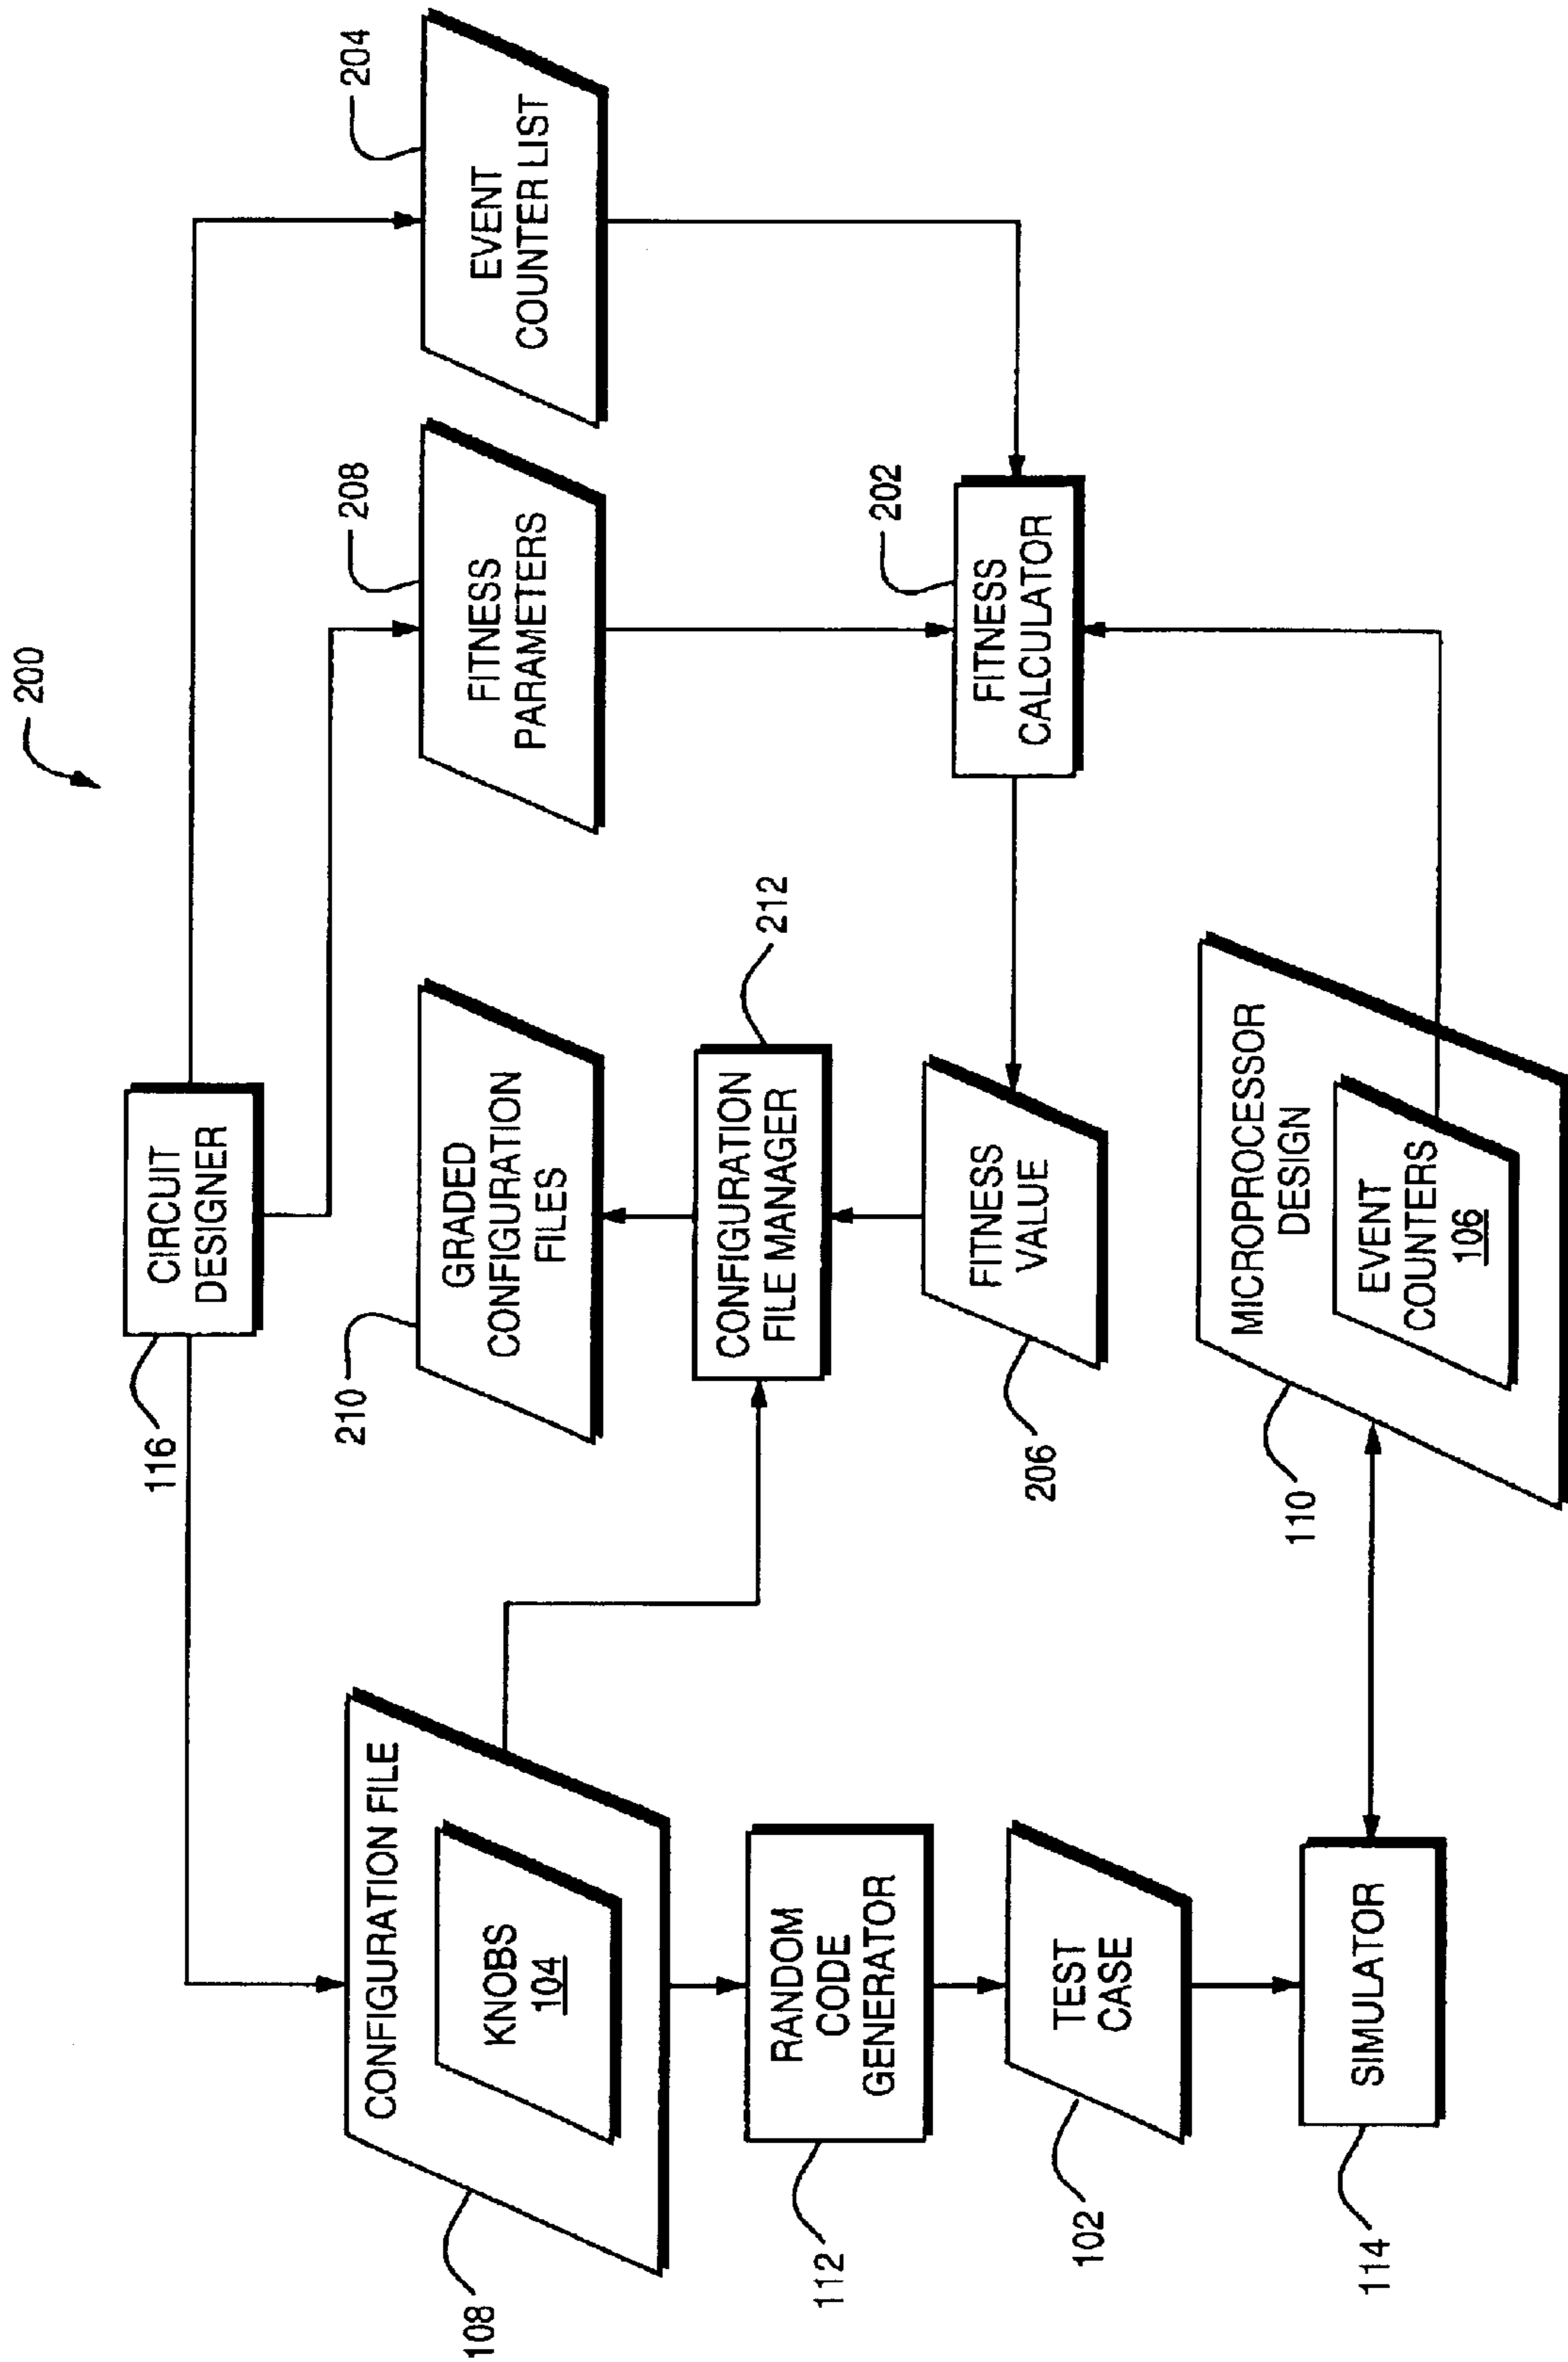 200
CIRCUIT
DESIGNER
116
CONFIGURATION FILE
KNOBS
104
108
GRADED
CONFIGURATION
FILES
210
FITNESS
PARAMETERS
208
EVENT
COUNTER LIST
204
RANDOM
CODE
GENERATOR
112
CONFIGURATION
FILE MANAGER
212
FITNESS
CALCULATOR
202
TEST
CASE
102
FITNESS
VALUE
206
SIMULATOR
114
MICROPROCESSOR
DESIGN
EVENT
COUNTERS
106
110